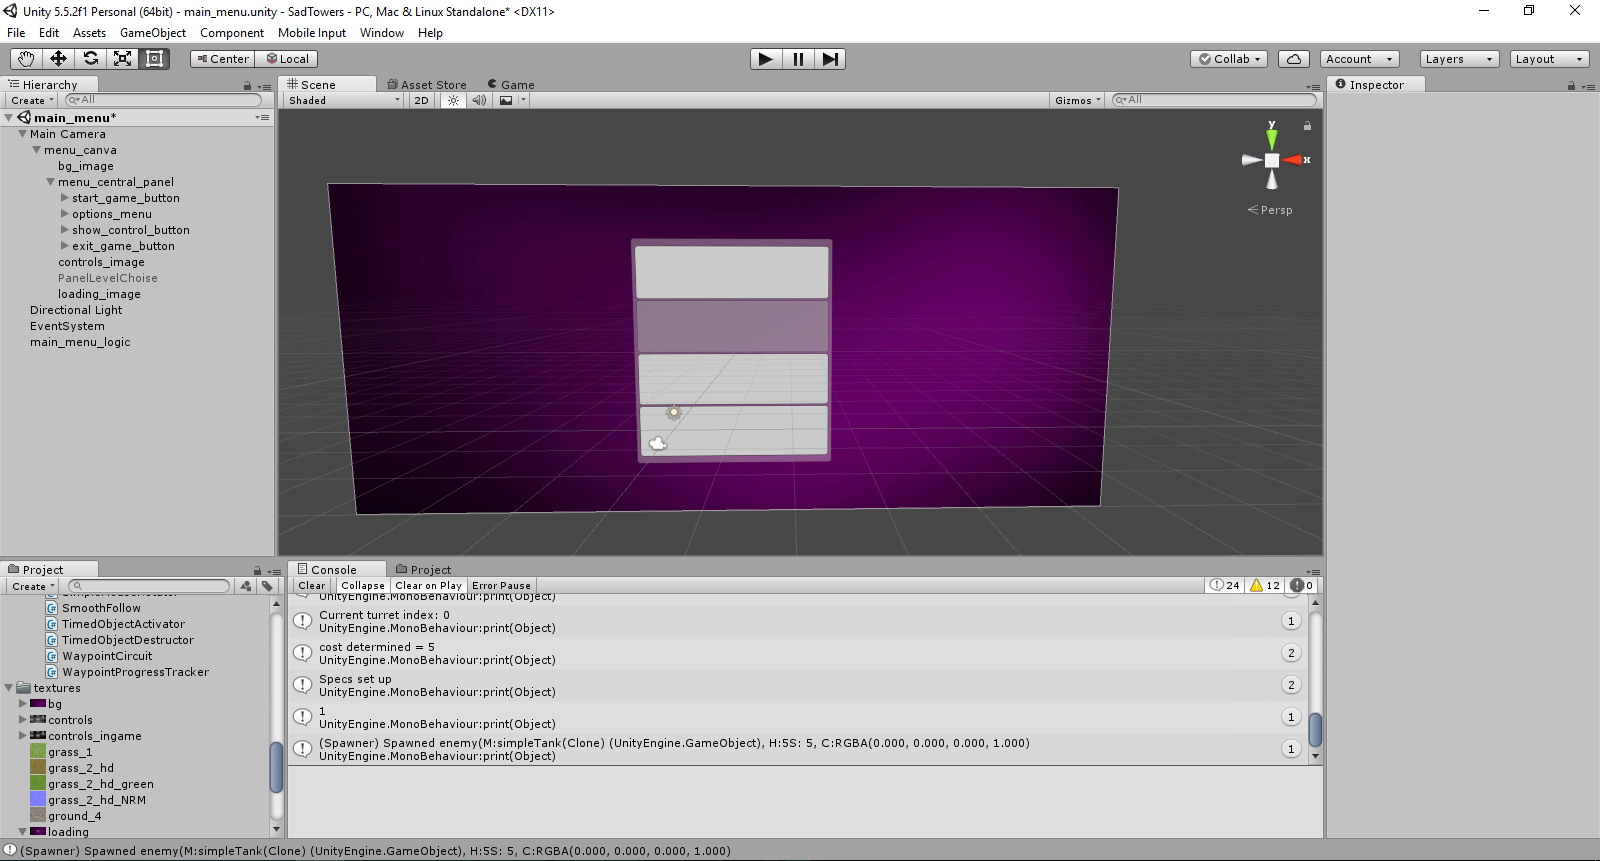 Unity 5.5.2f1 Personal (64bit) - main_menu.unity - SadTowers - PC, Mac & Linux Standalone* <DX11>
File Edit Assets GameObject Component Mobile Input Window Help
Center Local Collab Account Layers Layout
Hierarchy
Create All
main_menu*
Main Camera
menu_canva
bg_image
menu_central_panel
start_game_button
options_menu
show_control_button
exit_game_button
controls_image
PanelLevelChoise
loading_image
Directional Light
EventSystem
main_menu_logic
Scene Asset Store Game
Shaded 2D Gizmos All
y
x
Persp
Inspector
Project
Create
SmoothFollow
TimedObjectActivator
TimedObjectDestructor
WaypointCircuit
WaypointProgressTracker
textures
bg
controls
controls_ingame
grass_1
grass_2_hd
grass_2_hd_green
grass_2_hd_NRM
ground_4
loading
Console Project
Clear Collapse Clear on Play Error Pause 24 12 0
UnityEngine.MonoBehaviour:print(Object)
Current turret index: 0
UnityEngine.MonoBehaviour:print(Object) 1
cost determined = 5
UnityEngine.MonoBehaviour:print(Object) 2
Specs set up
UnityEngine.MonoBehaviour:print(Object) 2
1
UnityEngine.MonoBehaviour:print(Object) 1
(Spawner) Spawned enemy(M:simpleTank(Clone) (UnityEngine.GameObject), H:5S: 5, C:RGBA(0.000, 0.000, 0.000, 1.000)
UnityEngine.MonoBehaviour:print(Object) 1
(Spawner) Spawned enemy(M:simpleTank(Clone) (UnityEngine.GameObject), H:5S: 5, C:RGBA(0.000, 0.000, 0.000, 1.000)